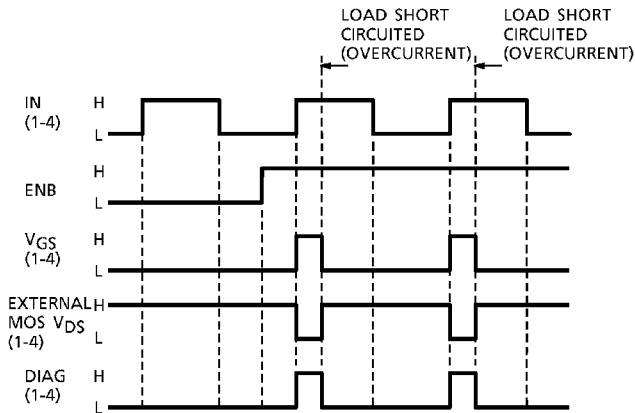 LOAD SHORT
CIRCUITED
(OVERCURRENT)
LOAD SHORT
CIRCUITED
(OVERCURRENT)
IN
(1-4)
H
L
ENB
H
L
VGS
(1-4)
H
L
EXTERNAL
MOS VDS
(1-4)
H
L
DIAG
(1-4)
H
L